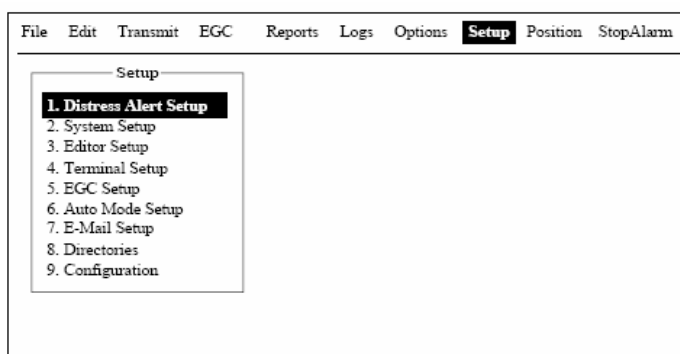 File Edit Transmit EGC Reports Logs Options Setup Position StopAlarm
Setup
1. Distress Alert Setup
2. System Setup
3. Editor Setup
4. Terminal Setup
5. EGC Setup
6. Auto Mode Setup
7. E-Mail Setup
8. Directories
9. Configuration